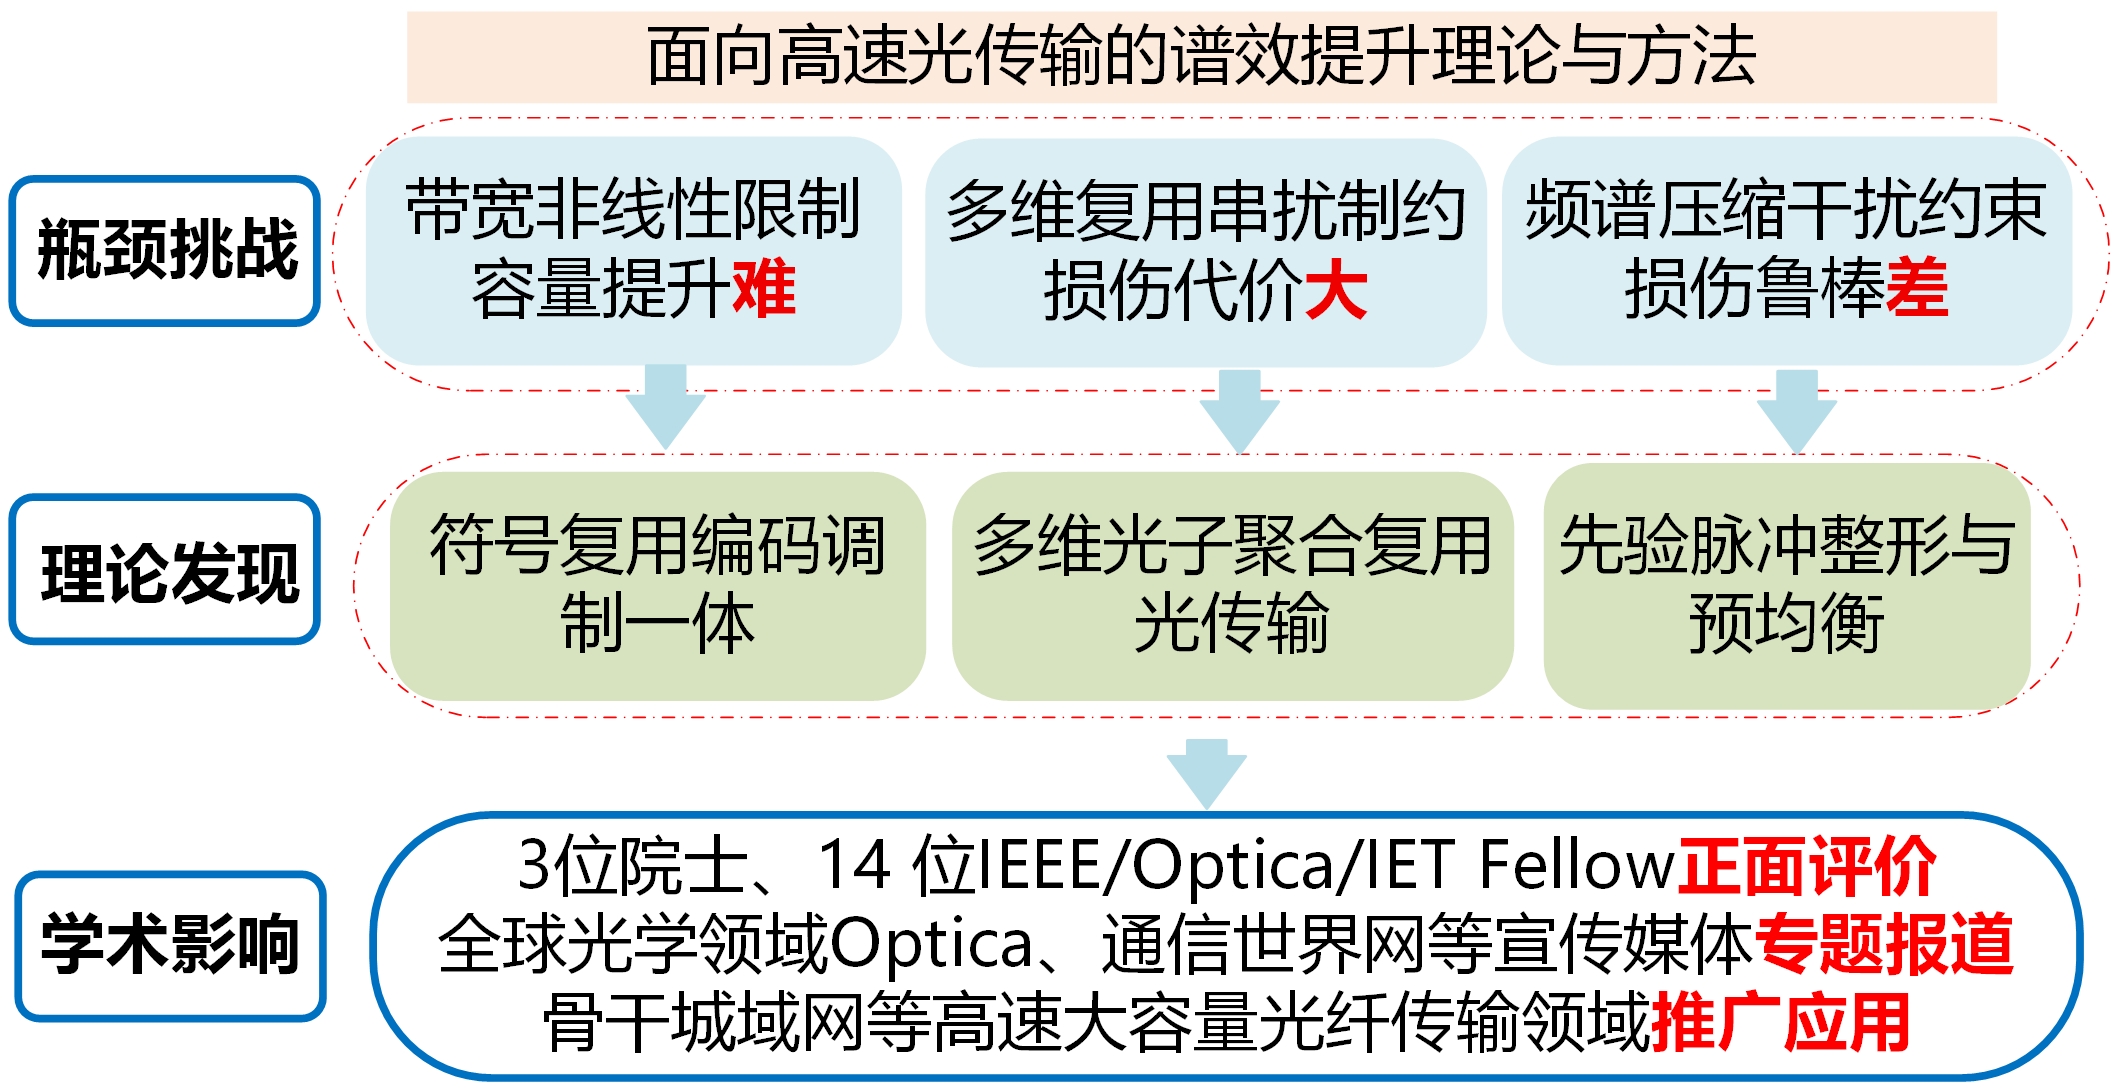 面向高速光传输的谱效提升理论与方法
瓶颈挑战
带宽非线性限制
容量提升难
多维复用串扰制约
损伤代价大
频谱压缩干扰约束
损伤鲁棒差
理论发现
符号复用编码调
制一体
多维光子聚合复用
光传输
先验脉冲整形与
预均衡
学术影响
3位院士、14 位IEEE/Optica/IET Fellow正面评价
全球光学领域Optica、通信世界网等宣传媒体专题报道
骨干城域网等高速大容量光纤传输领域推广应用